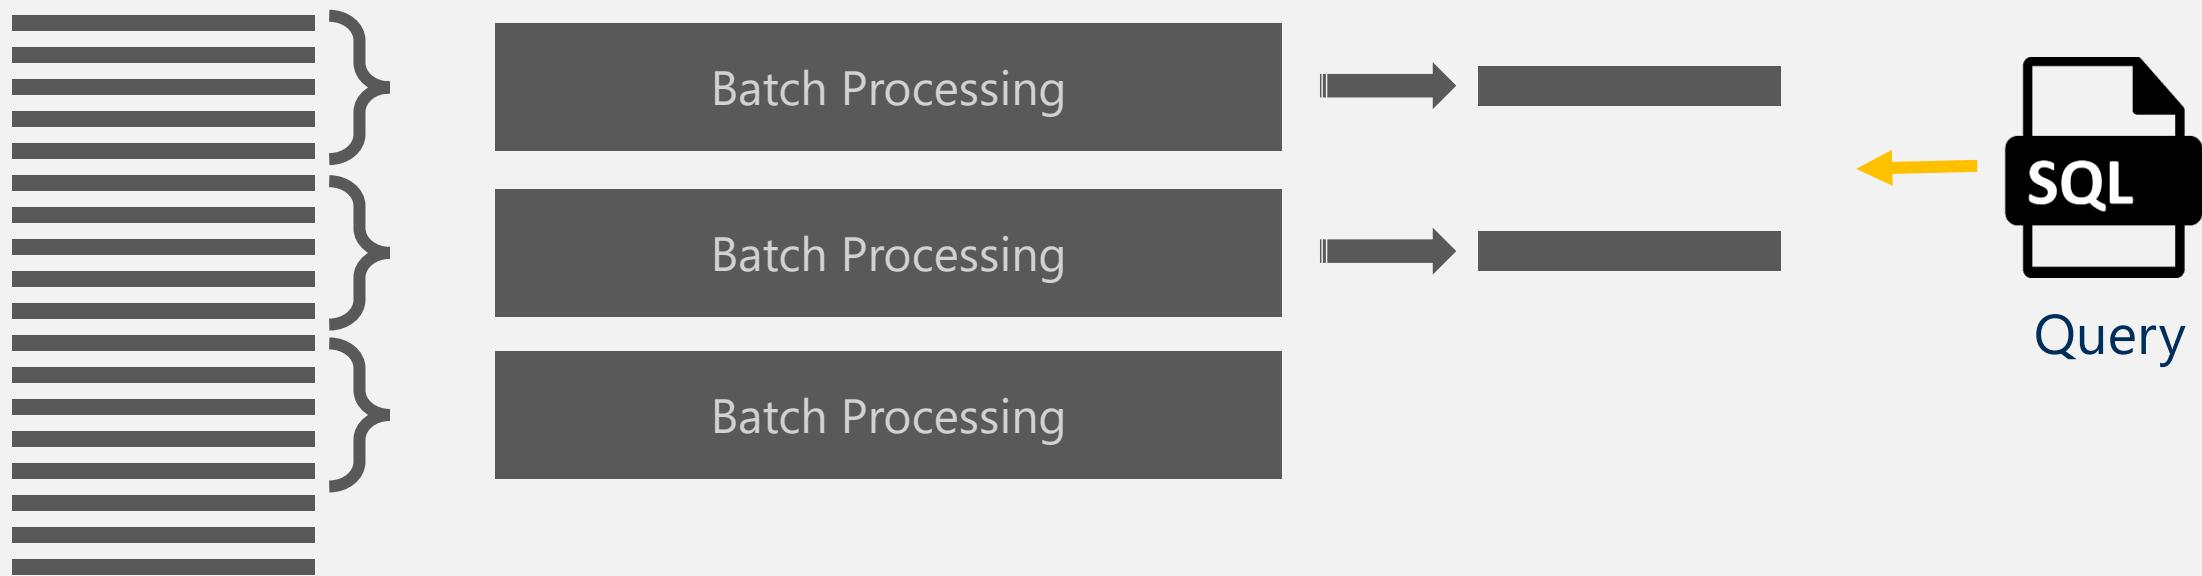 Batch Processing
SQL
Batch Processing
Query
Batch Processing